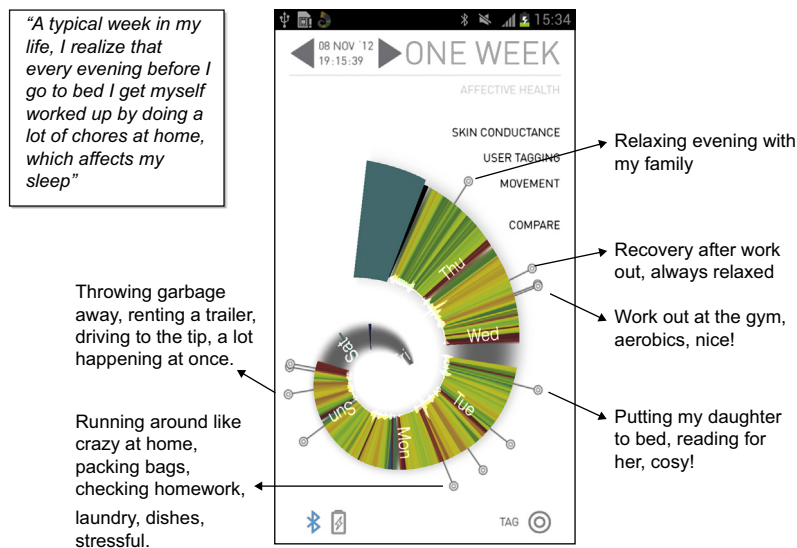 “A typical week in my
life, I realize that
every evening before I
go to bed I get myself
worked up by doing a
lot of chores at home,
which affects my
sleep”
15:34
08 NOV '12
19:15:39
ONE WEEK
AFFECTIVE HEALTH
SKIN CONDUCTANCE
USER TAGGING
MOVEMENT
COMPARE
Thu
Wed
Tue
Mon
Sun
Sat
TAG
Relaxing evening with
my family
Recovery after work
out, always relaxed
Work out at the gym,
aerobics, nice!
Putting my daughter
to bed, reading for
her, cosy!
Throwing garbage
away, renting a trailer,
driving to the tip, a lot
happening at once.
Running around like
crazy at home,
packing bags,
checking homework,
laundry, dishes,
stressful.